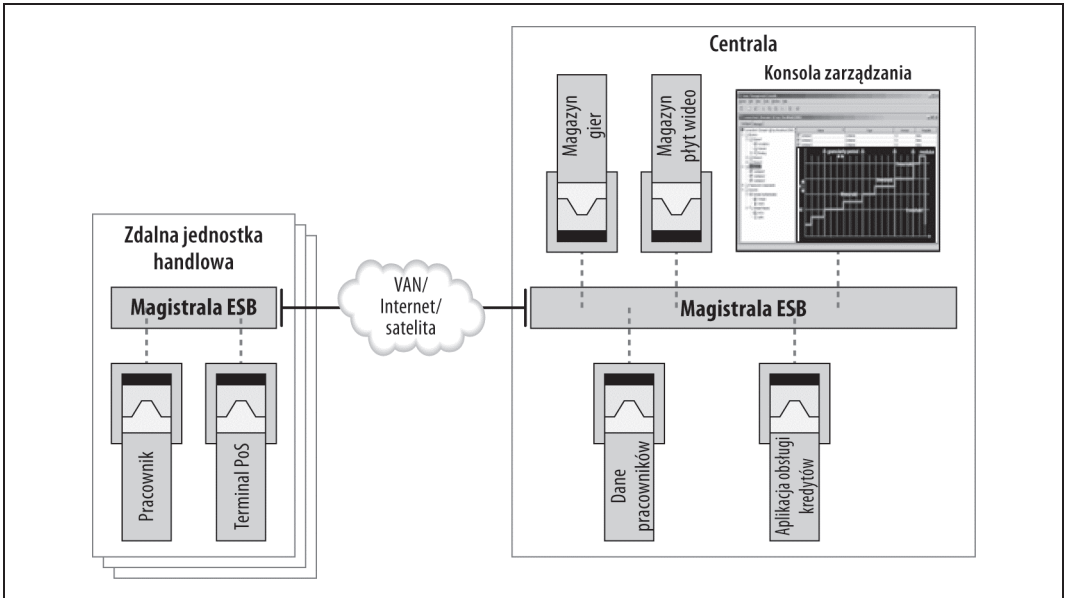 Centrala
Konsola zarządzania
Magazyn
gier
Magazyn
płyt wideo
Zdalna jednostka
handlowa
Magistrala ESB
VAN/
Internet/
satelita
Magistrala ESB
Pracownik
Terminal PoS
Dane
pracowników
Aplikacja obsługi
kredytów